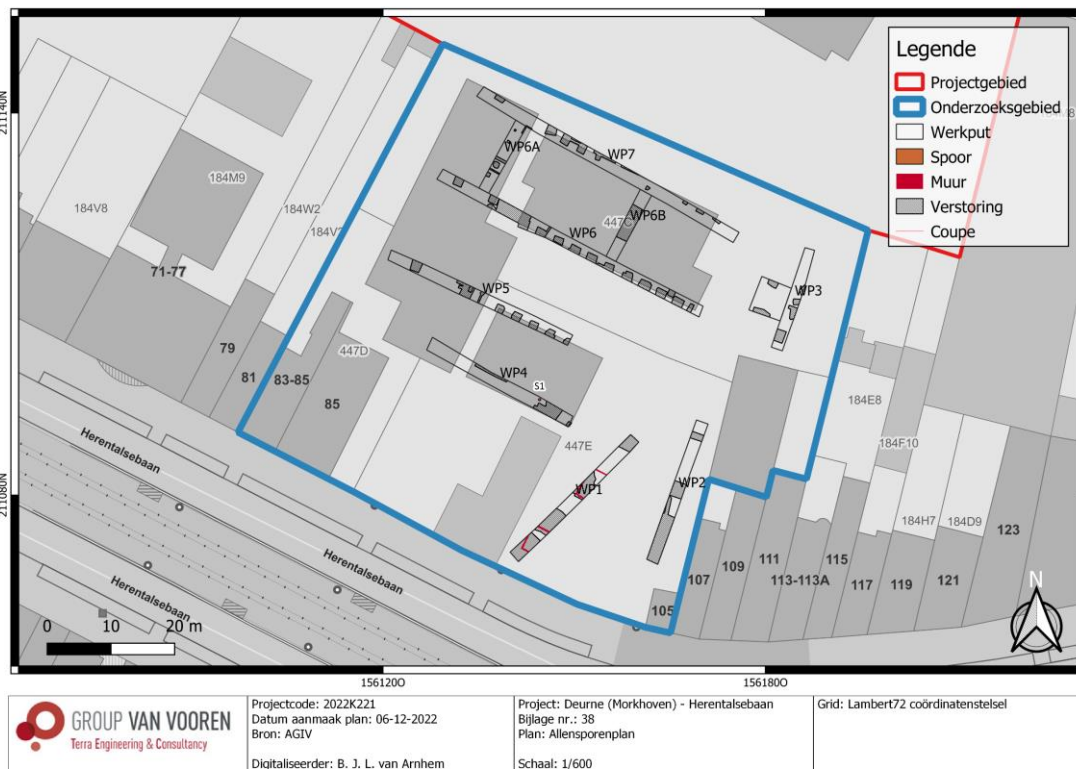 Legende
Projectgebied
Onderzoeksgebied
Werkput
Spoor
Muur
Verstoring
Coupe
211140N
211080N
184M9
184V8
184W2
71-77
79
81
83-85
85
447D
WP6A
WP7
447C
WP6B
WP6
WP5
WP4
S1
WP3
447E
WP1
WP2
184E8
184F10
184H7
184D9
105
107
109
111
113-113A
115
117
119
121
123
Herentalsebaan
Herentalsebaan
Herentalsebaan
Herentalsebaan
0 10 20 m
N
1561200
1561800
GROUP VAN VOOREN
Terra Engineering & Consultancy
Projectcode: 2022K221
Datum aanmaak plan: 06-12-2022
Bron: AGIV
Digitaliseerder: B. J. L. van Arnhem
Project: Deurne (Morkhoven) - Herentalsebaan
Bijlage nr.: 38
Plan: Allensporenplan
Schaal: 1/600
Grid: Lambert72 coördinatenstelsel